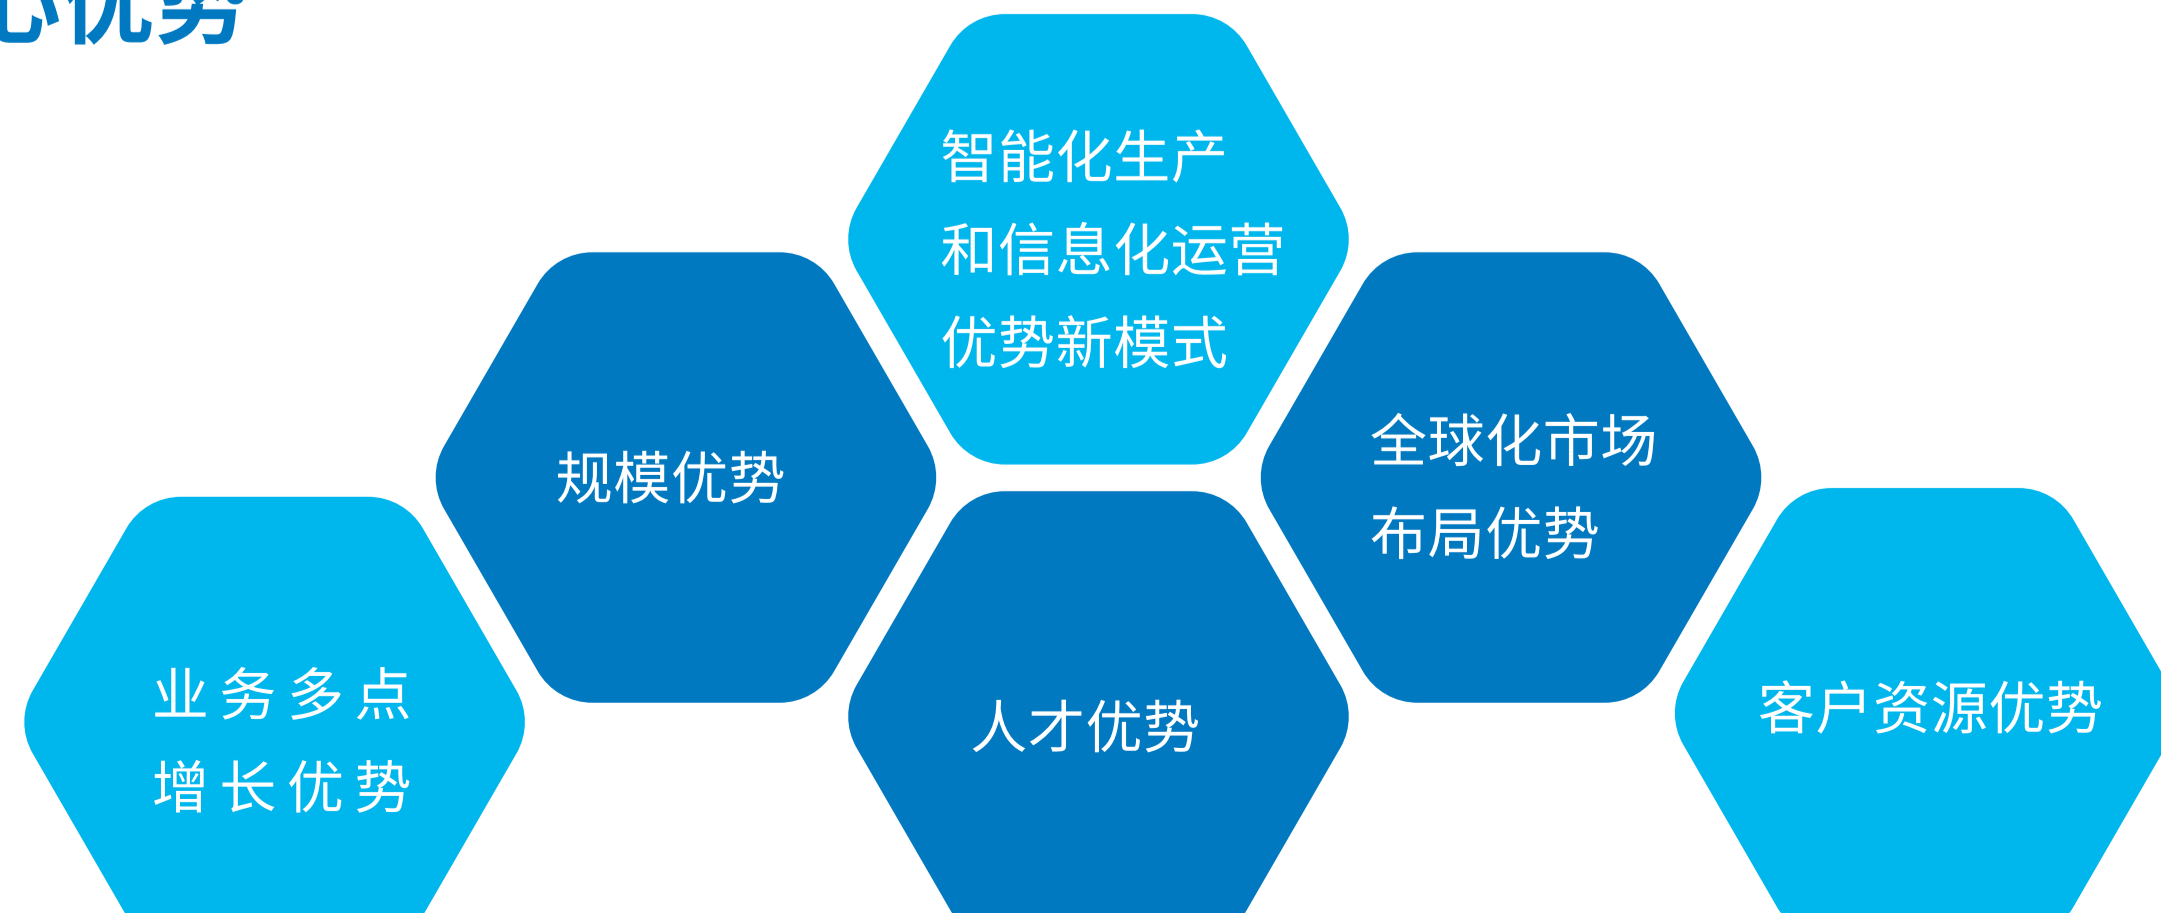 心优势
智能化生产
和信息化运营
优势新模式
规模优势
全球化市场
布局优势
业务多点
增长优势
人才优势
客户资源优势